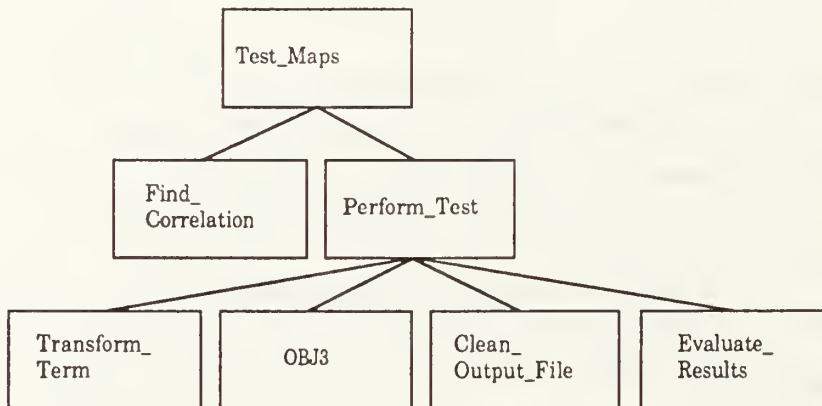 Test_Maps
Find_
Correlation
Perform_Test
Transform_
Term
OBJ3
Clean_
Output_File
Evaluate_
Results